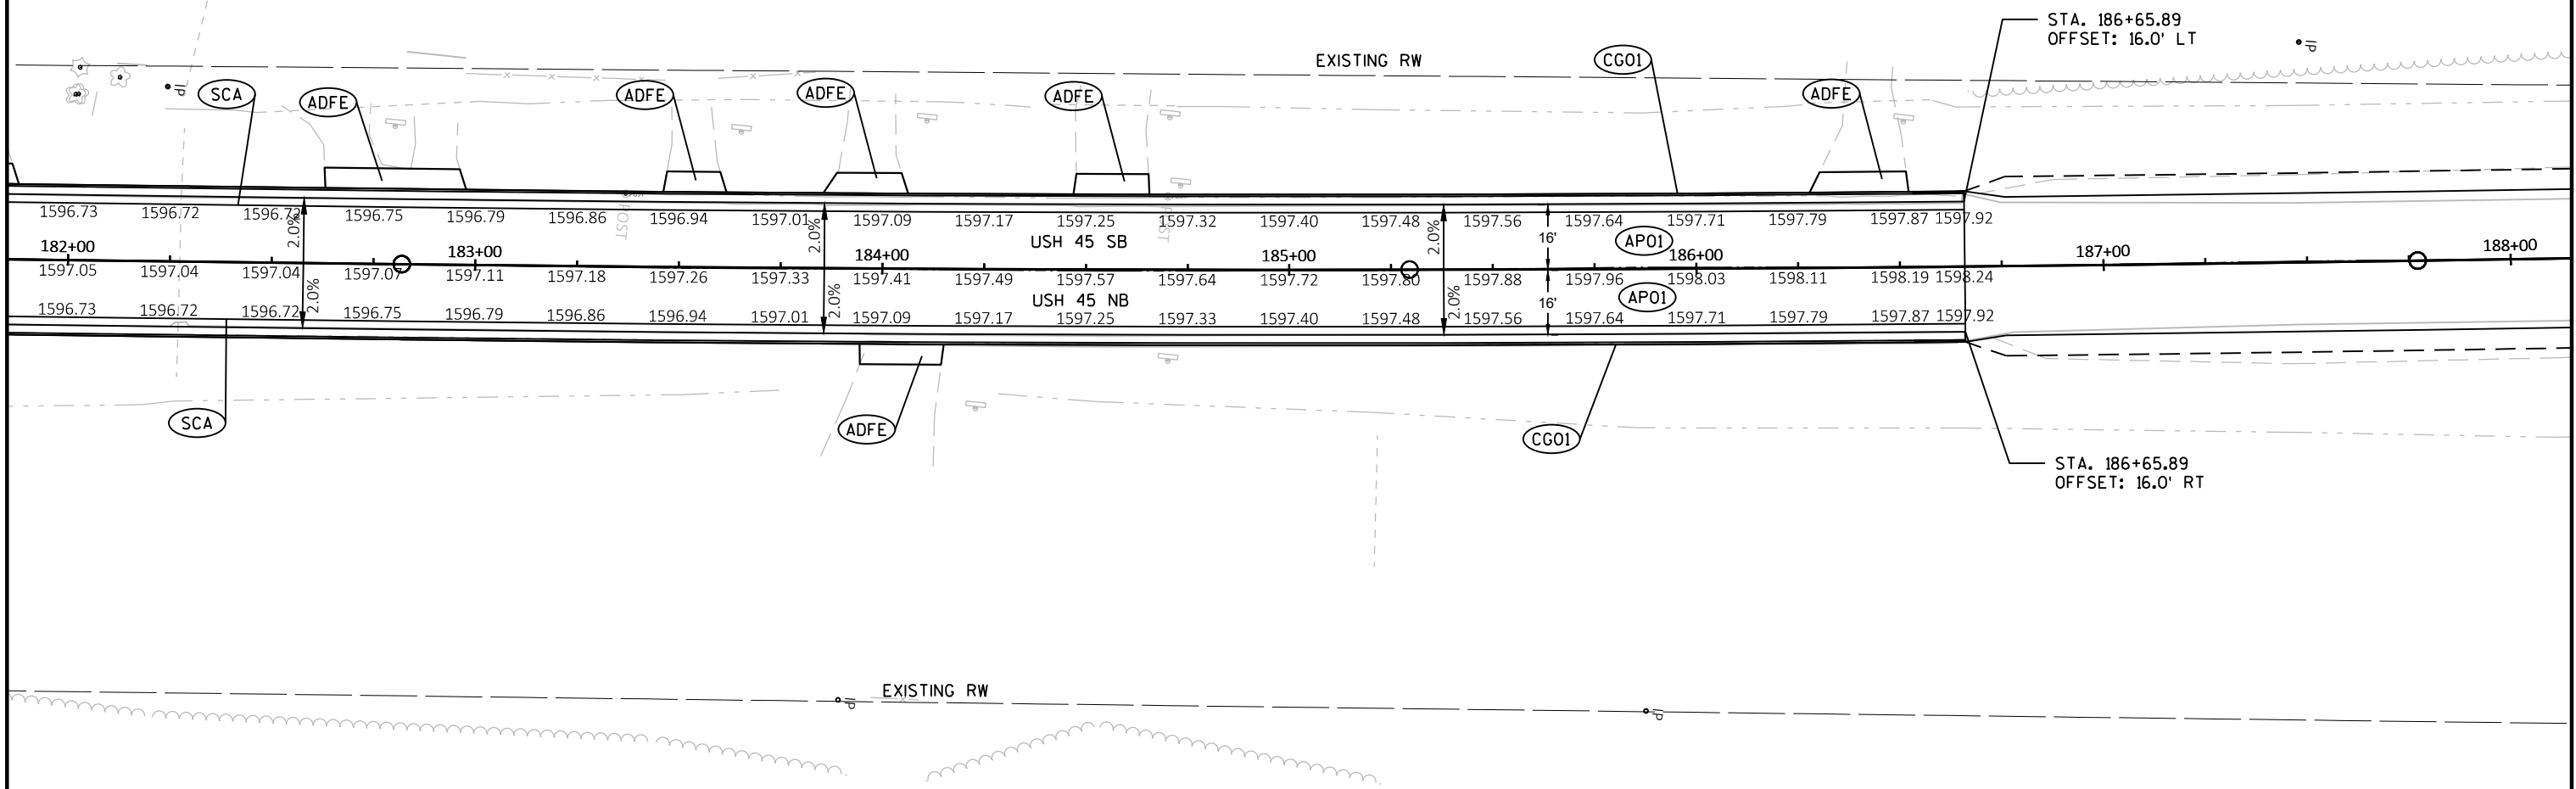 STA. 186+65.89
OFFSET: 16.0' LT
IP
EXISTING RW
CG01
SCA
ADFE
ADFE
ADFE
ADFE
ADFE
IP
1596.73 1596.72 1596.72 1596.75 1596.79 1596.86 1596.94 1597.01 1597.09 1597.17 1597.25 1597.32 1597.40 1597.48 1597.56 1597.64 1597.71 1597.79 1597.87 1597.92
2.0% 2.0% 2.0%
POST
16'
USH 45 SB
AP01
182+00 183+00 184+00 185+00 186+00 187+00 188+00
1597.05 1597.04 1597.04 1597.07 1597.11 1597.18 1597.26 1597.33 1597.41 1597.49 1597.57 1597.64 1597.72 1597.80 1597.88 1597.96 1598.03 1598.11 1598.19 1598.24
2.0% 2.0% 2.0%
16'
USH 45 NB
AP01
1596.73 1596.72 1596.72 1596.75 1596.79 1596.86 1596.94 1597.01 1597.09 1597.17 1597.25 1597.33 1597.40 1597.48 1597.56 1597.64 1597.71 1597.79 1597.87 1597.92
SCA
ADFE
CG01
STA. 186+65.89
OFFSET: 16.0' RT
EXISTING RW
IP
IP